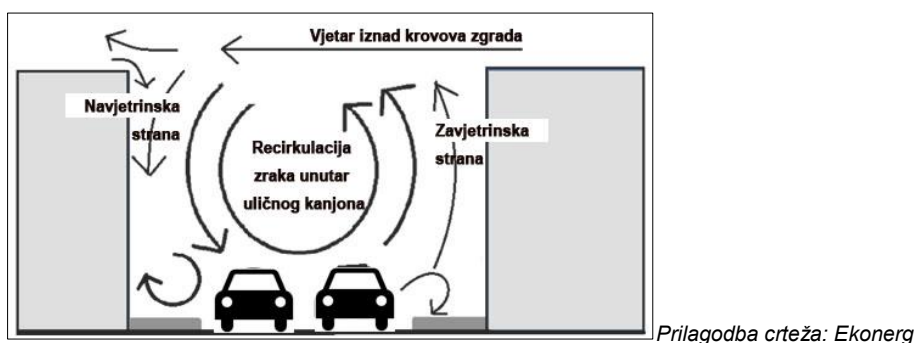 Vjetar iznad krovova zgrada
Navjetrinska
strana
Recirkulacija
zraka unutar
uličnog kanjona
Zavjetrinska
strana
Prilagodba crteža: Ekonerg